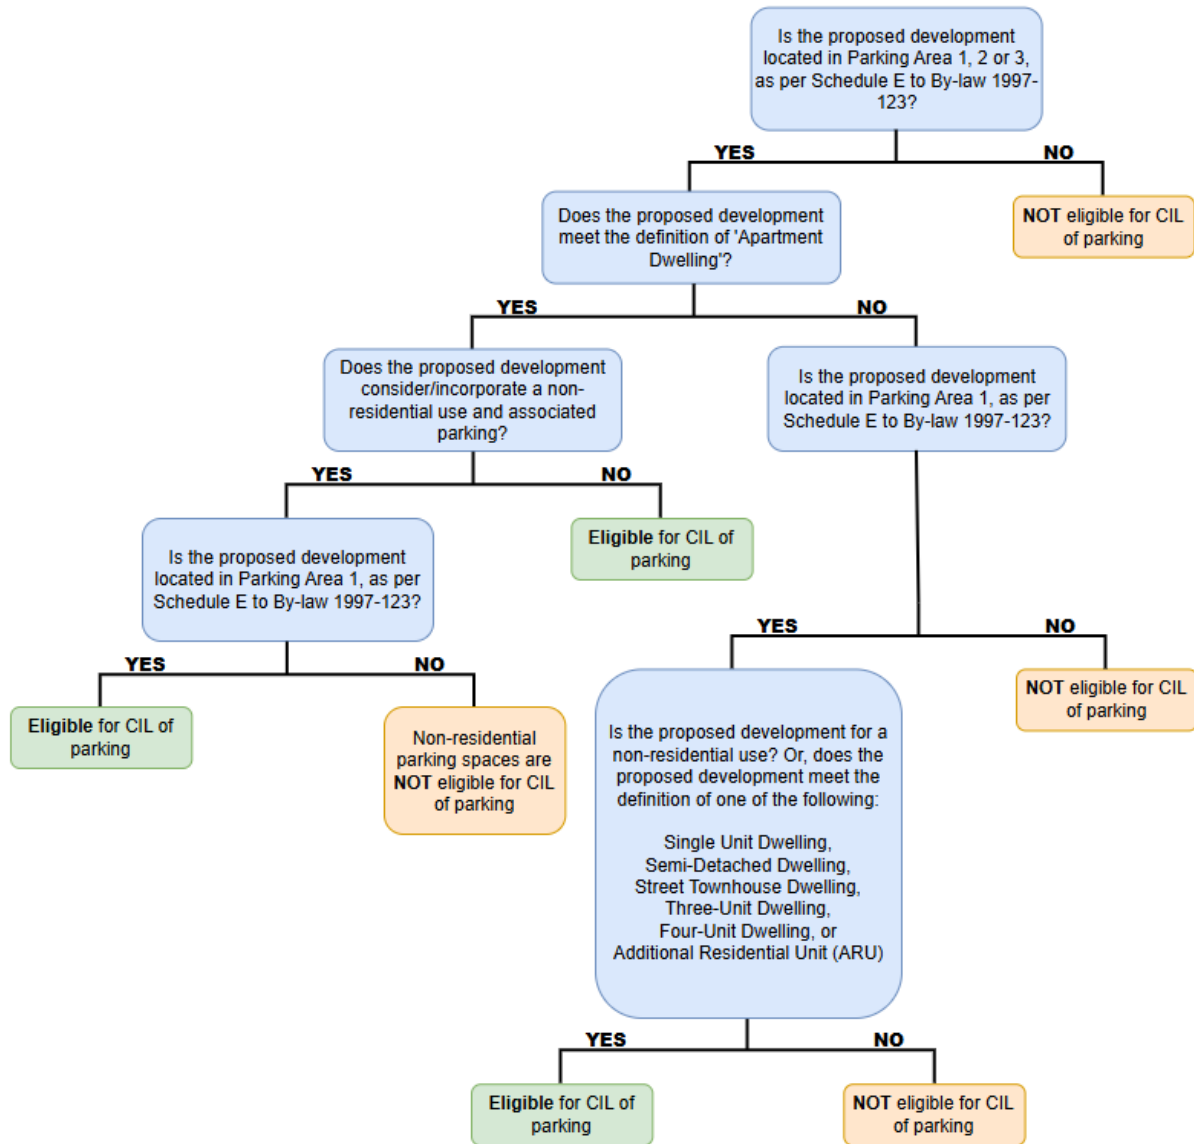 Is the proposed development
located in Parking Area 1, 2 or 3,
as per Schedule E to By-law 1997-
123?
YES
NO
Does the proposed development
meet the definition of 'Apartment
Dwelling'?
NOT eligible for CIL
of parking
YES
NO
Does the proposed development
consider/incorporate a non-
residential use and associated
parking?
Is the proposed development
located in Parking Area 1, as per
Schedule E to By-law 1997-123?
YES
NO
Is the proposed development
located in Parking Area 1, as per
Schedule E to By-law 1997-123?
Eligible for CIL of
parking
YES
NO
YES
NO
Eligible for CIL of
parking
Non-residential
parking spaces are
NOT eligible for CIL
of parking
Is the proposed development for a
non-residential use? Or, does the
proposed development meet the
definition of one of the following:
Single Unit Dwelling,
Semi-Detached Dwelling,
Street Townhouse Dwelling,
Three-Unit Dwelling,
Four-Unit Dwelling, or
Additional Residential Unit (ARU)
NOT eligible for CIL
of parking
YES
NO
Eligible for CIL of
parking
NOT eligible for CIL
of parking